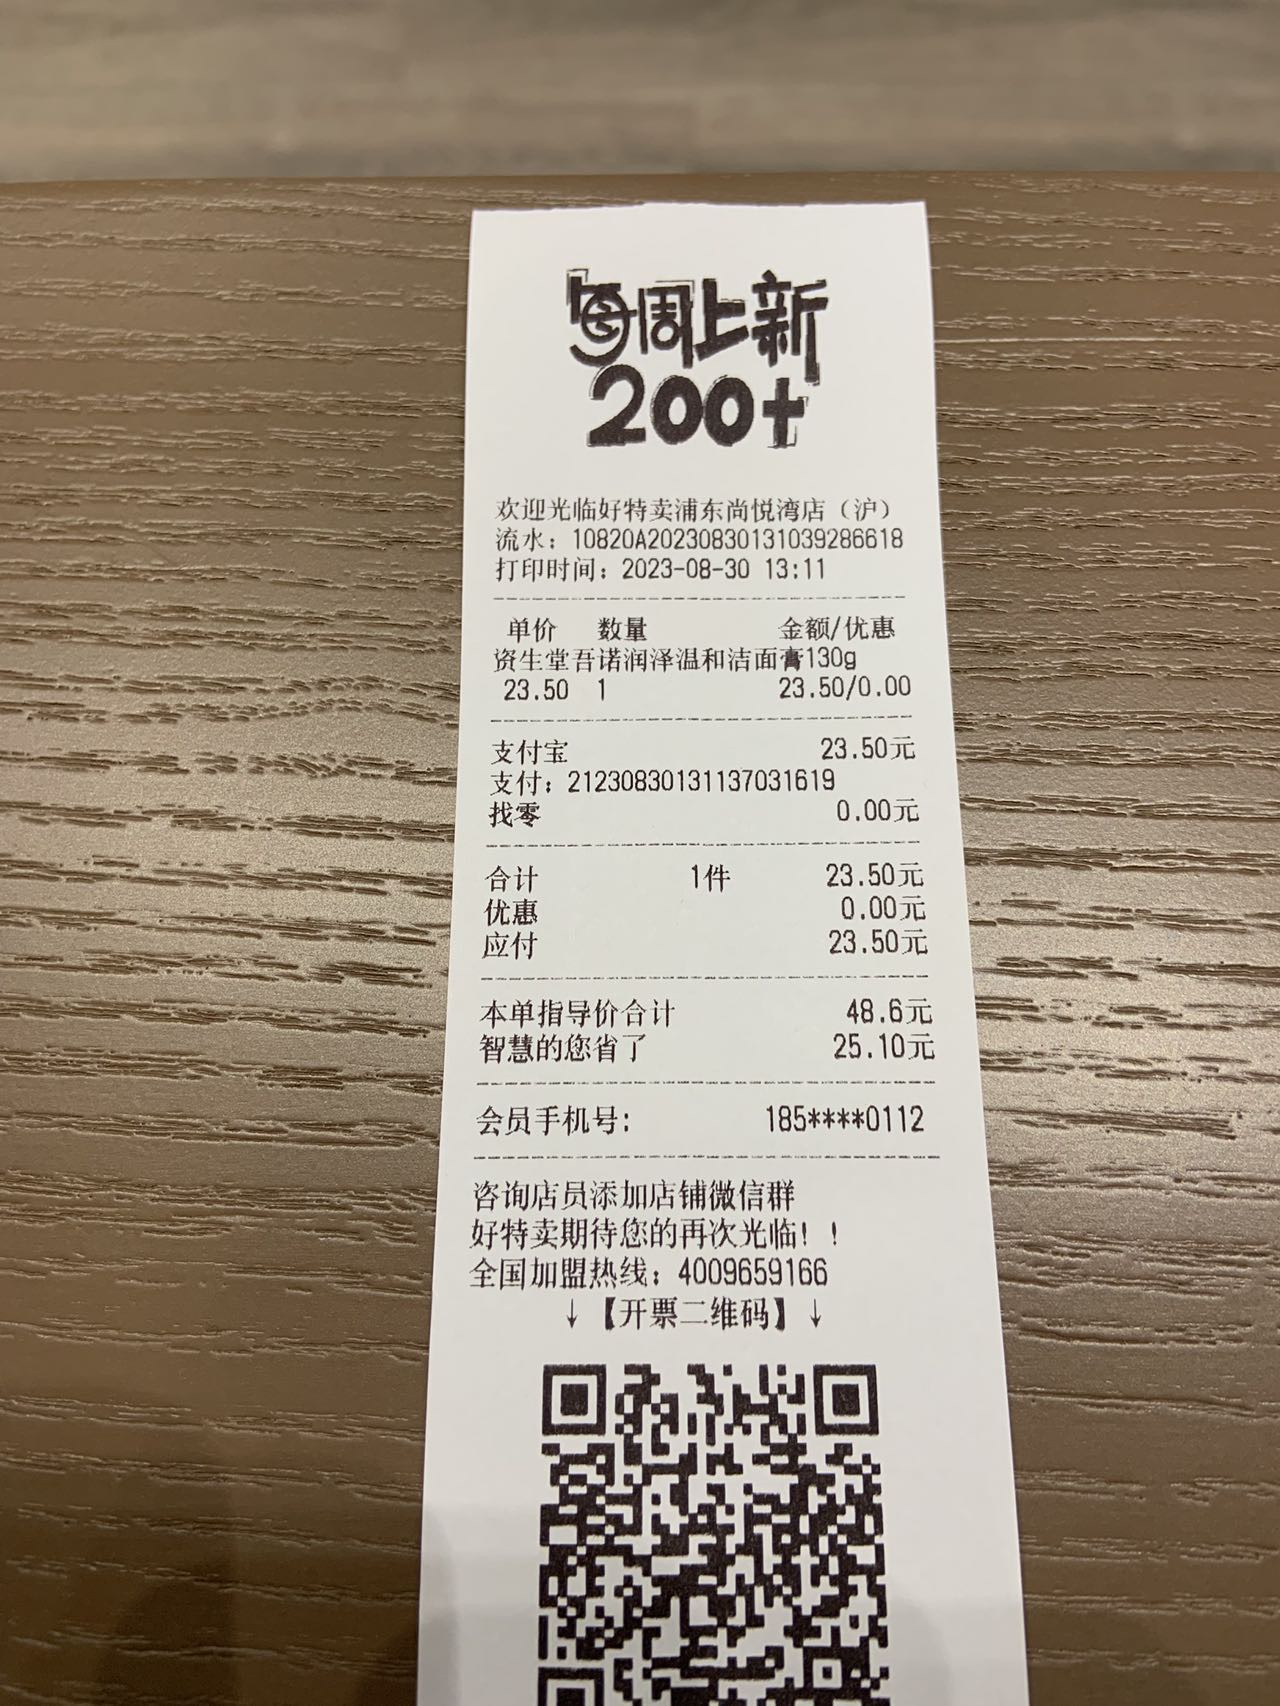 每周上新
200+
欢迎光临好特卖浦东尚悦湾店（沪）
流水：10820A20230830131039286618
打印时间：2023-08-30 13:11
单价 数量 金额/优惠
资生堂吾诺润泽温和洁面膏130g
23.50 1 23.50/0.00
支付宝 23.50元
支付：21230830131137031619
找零 0.00元
合计 1件 23.50元
优惠 0.00元
应付 23.50元
本单指导价合计 48.6元
智慧的您省了 25.10元
会员手机号: 185****0112
咨询店员添加店铺微信群
好特卖期待您的再次光临！！
全国加盟热线：4009659166
↓【开票二维码】↓